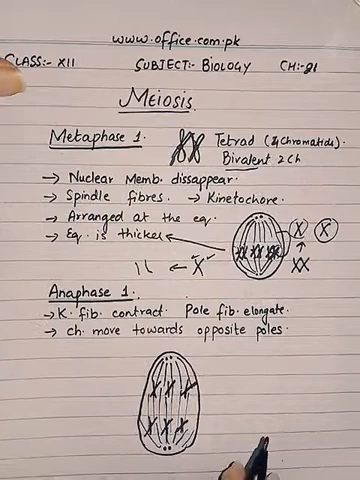 www.office.com.pk
CLASS:- XII SUBJECT:- BIOLOGY CH:-21
MEIOSIS.
Metaphase 1. Tetrad (4 Chromatids).
Bivalent 2 Ch
→ Nuclear Memb. dissappear.
→ Spindle fibres. → Kinetochore.
→ Arranged at the eq.
→ Eq. is thicker
Anaphase 1.
→ K. fib. contract. Pole fib. elongate.
→ ch. move towards opposite poles.